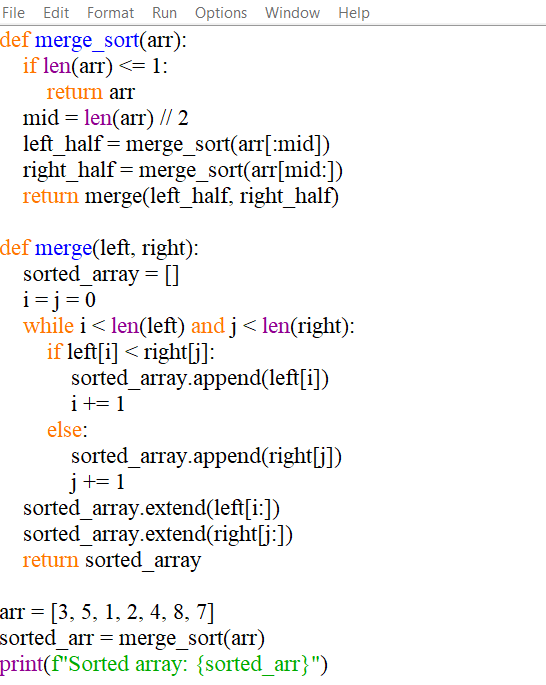 File Edit Format Run Options Window Help
def merge_sort(arr):
    if len(arr) <= 1:
        return arr
    mid = len(arr) // 2
    left_half = merge_sort(arr[:mid])
    right_half = merge_sort(arr[mid:])
    return merge(left_half, right_half)

def merge(left, right):
    sorted_array = []
    i = j = 0
    while i < len(left) and j < len(right):
        if left[i] < right[j]:
            sorted_array.append(left[i])
            i += 1
        else:
            sorted_array.append(right[j])
            j += 1
    sorted_array.extend(left[i:])
    sorted_array.extend(right[j:])
    return sorted_array

arr = [3, 5, 1, 2, 4, 8, 7]
sorted_arr = merge_sort(arr)
print(f"Sorted array: {sorted_arr}")